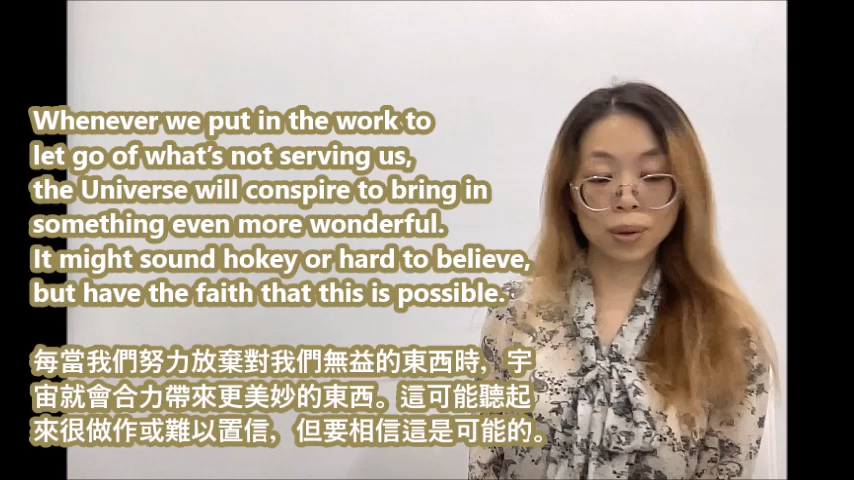 Whenever we put in the work to
let go of what's not serving us,
the Universe will conspire to bring in
something even more wonderful.
It might sound hokey or hard to believe,
but have the faith that this is possible.
每當我們努力放棄對我們無益的東西時，宇
宙就會合力帶來更美妙的東西。這可能聽起
來很做作或難以置信，但要相信這是可能的。